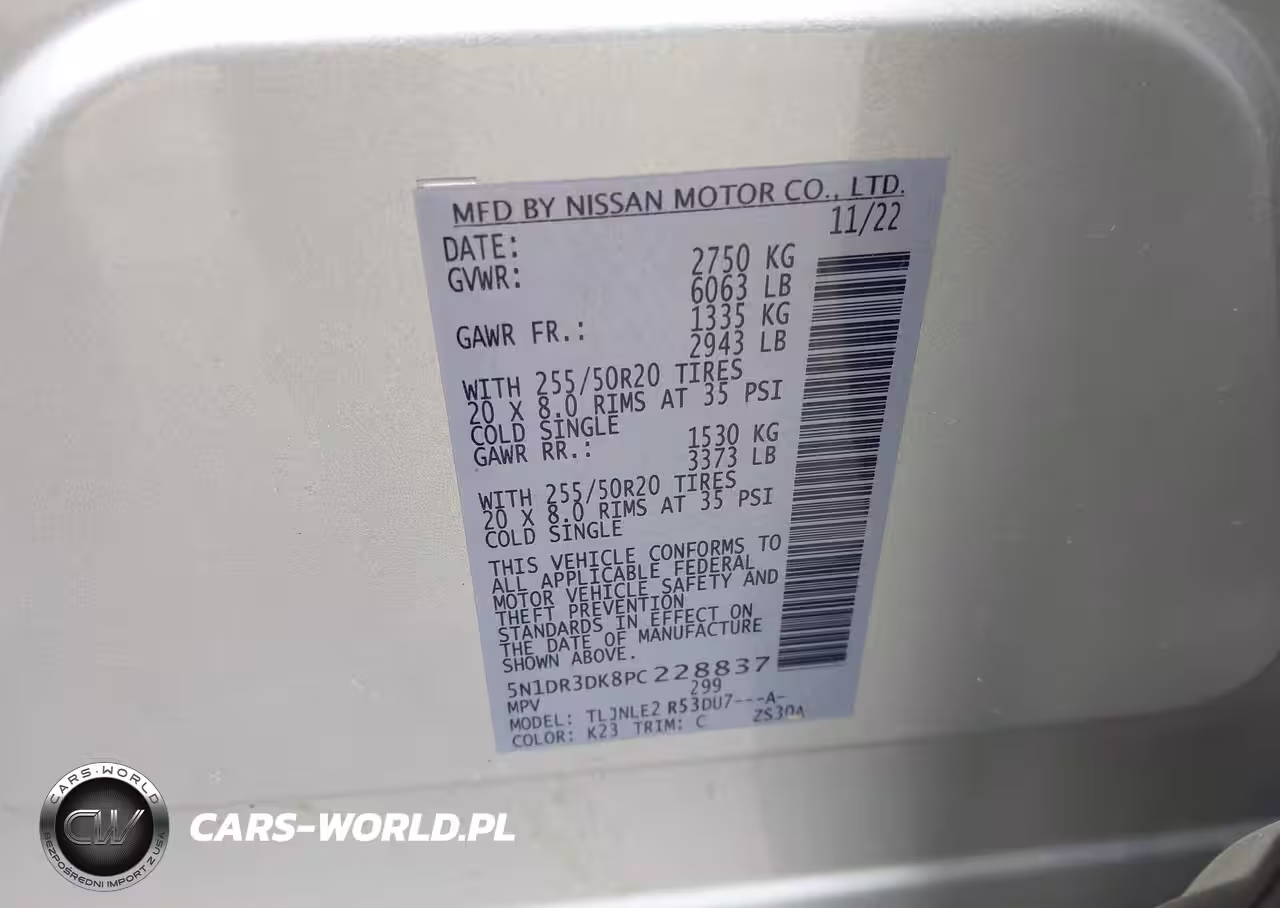 MFD BY NISSAN MOTOR CO., LTD.
DATE: 11/22
GVWR: 2750 KG
6063 LB
GAWR FR.: 1335 KG
2943 LB
WITH 255/50R20 TIRES
20 X 8.0 RIMS AT 35 PSI
COLD SINGLE
GAWR RR.: 1530 KG
3373 LB
WITH 255/50R20 TIRES
20 X 8.0 RIMS AT 35 PSI
COLD SINGLE
THIS VEHICLE CONFORMS TO
ALL APPLICABLE FEDERAL
MOTOR VEHICLE SAFETY AND
THEFT PREVENTION
STANDARDS IN EFFECT ON
THE DATE OF MANUFACTURE
SHOWN ABOVE.
5N1DR3DK8PC228837
MPV 299
MODEL: TLJNLE2 R53DU7---A-
COLOR: K23 TRIM: C ZS30A
CARS-WORLD
CW
BEZPOŚREDNI IMPORT Z USA
CARS-WORLD.PL